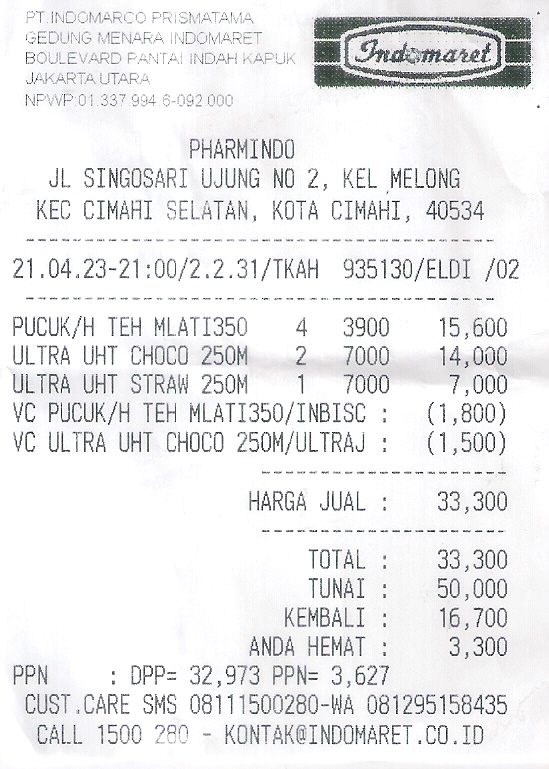 PT.INDOMARCO PRISMATAMA
GEDUNG MENARA INDOMARET
BOULEVARD PANTAI INDAH KAPUK
JAKARTA UTARA
NPWP:01.337.994.6-092.000
Indomaret
PHARMINDO
JL SINGOSARI UJUNG NO 2, KEL MELONG
KEC CIMAHI SELATAN, KOTA CIMAHI, 40534
21.04.23-21:00/2.2.31/TKAH 935130/ELDI /02
PUCUK/H TEH MLATI350 4 3900 15,600
ULTRA UHT CHOCO 250M 2 7000 14,000
ULTRA UHT STRAW 250M 1 7000 7,000
VC PUCUK/H TEH MLATI350/INBISC : (1,800)
VC ULTRA UHT CHOCO 250M/ULTRAJ : (1,500)
HARGA JUAL : 33,300
TOTAL : 33,300
TUNAI : 50,000
KEMBALI : 16,700
ANDA HEMAT : 3,300
PPN : DPP= 32,973 PPN= 3,627
CUST.CARE SMS 08111500280-WA 081295158435
CALL 1500 280 - KONTAK@INDOMARET.CO.ID